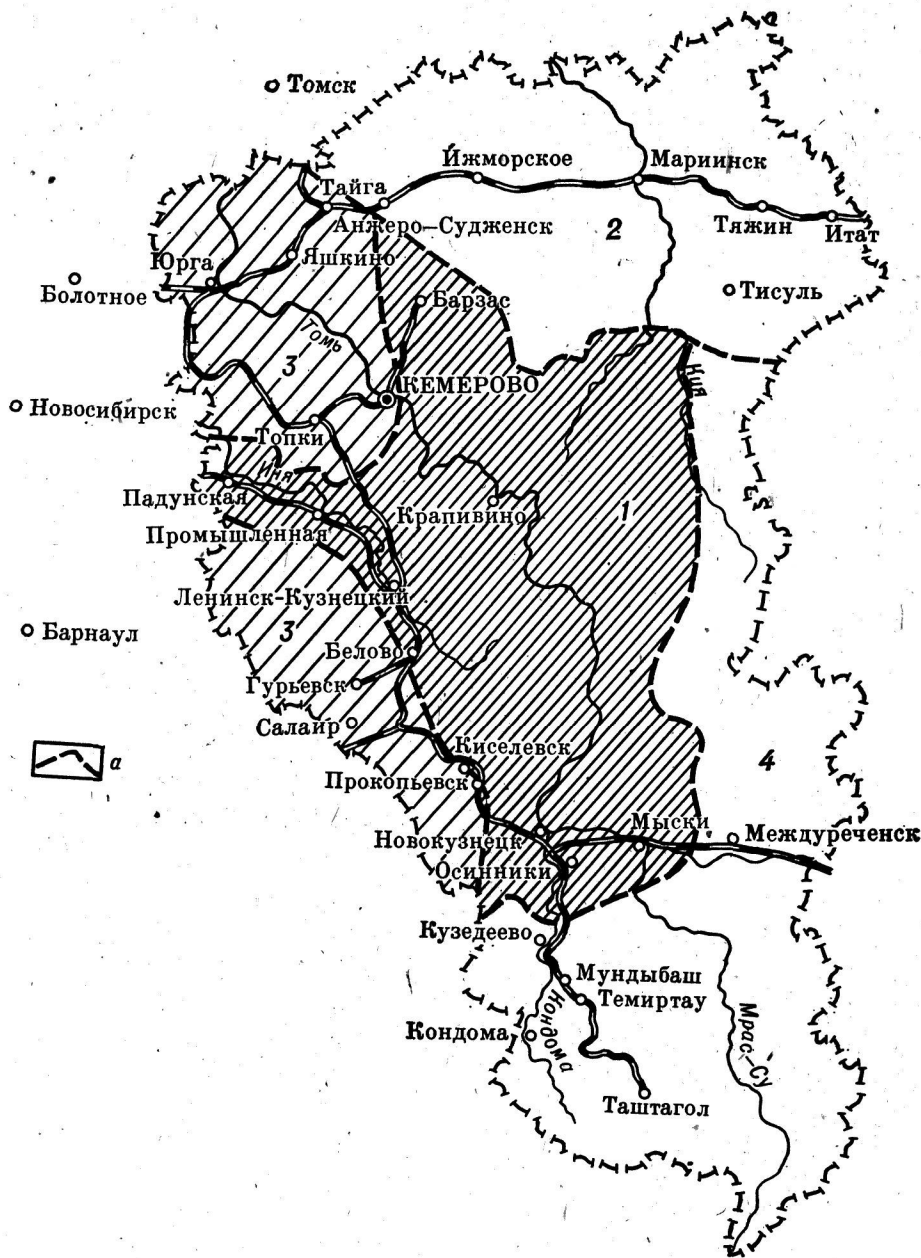 Томск
Ижморское
Мариинск
Тайга
Анжеро-Судженск
2
Тяжин
Итат
Яшкино
Юрга
Болотное
Барзас
Тисуль
Томь
3
КЕМЕРОВО
Кия
Новосибирск
Топки
Иня
Падунская
Крапивино
1
Промышленная
Ленинск-Кузнецкий
3
Барнаул
Белово
Гурьевск
Салаир
Киселевск
4
а
Прокопьевск
Мыски
Междуреченск
Новокузнецк
Осинники
Кузедеево
Мундыбаш
Темиртау
Кондома
Кондома
Мрас-Су
Таштагол